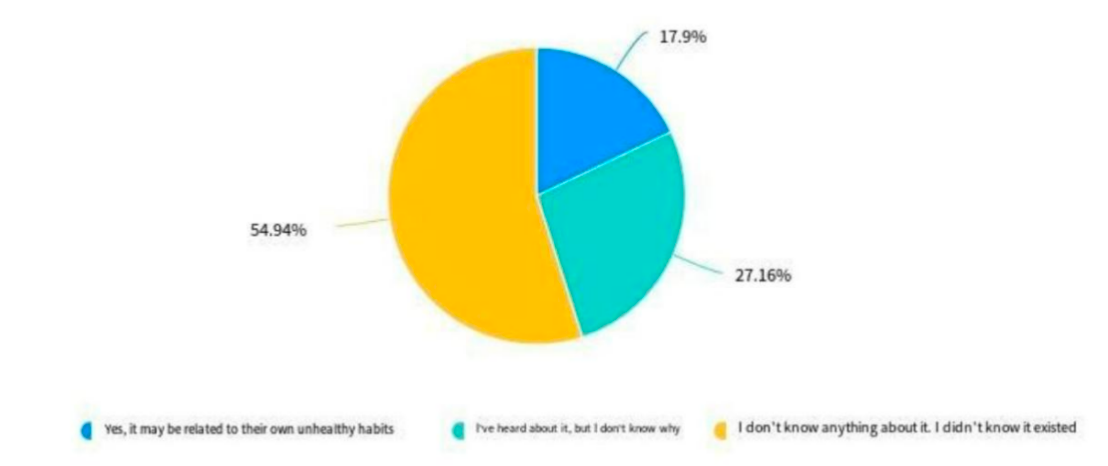 17.9%
54.94%
27.16%
Yes, it may be related to their own unhealthy habits
I've heard about it, but I don't know why
I don't know anything about it. I didn't know it existed